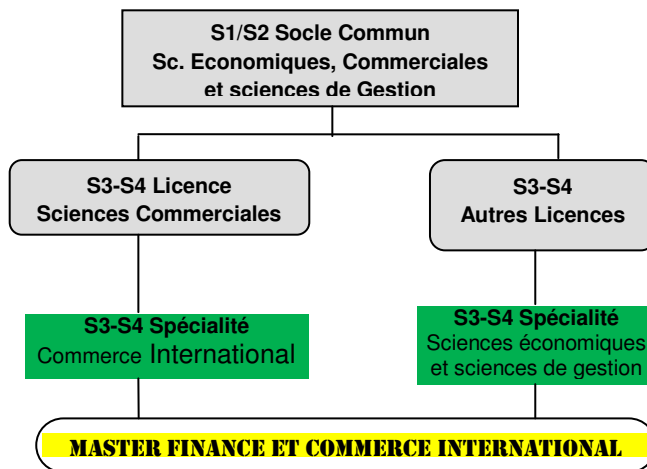 S1/S2 Socle Commun
Sc. Economiques, Commerciales
et sciences de Gestion
S3-S4 Licence
Sciences Commerciales
S3-S4
Autres Licences
S3-S4 Spécialité
Commerce International
S3-S4 Spécialité
Sciences économiques
et sciences de gestion
MASTER FINANCE ET COMMERCE INTERNATIONAL